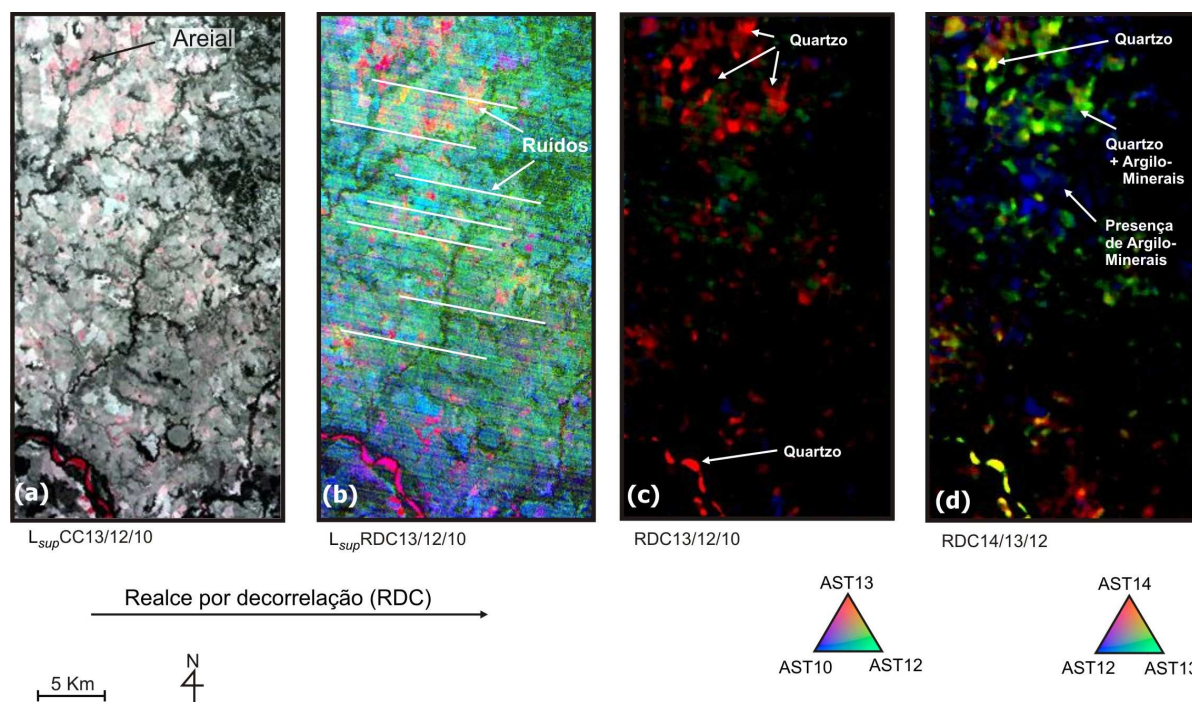 Areial
(a)
Ruídos
(b)
Quartzo
Quartzo
(c)
Quartzo
Quartzo
+ Argilo-
Minerais
Presença
de Argilo-
Minerais
(d)
LsupCC13/12/10
LsupRDC13/12/10
RDC13/12/10
RDC14/13/12
Realce por decorrelação (RDC)
5 Km
N
AST13
AST10
AST12
AST14
AST12
AST13